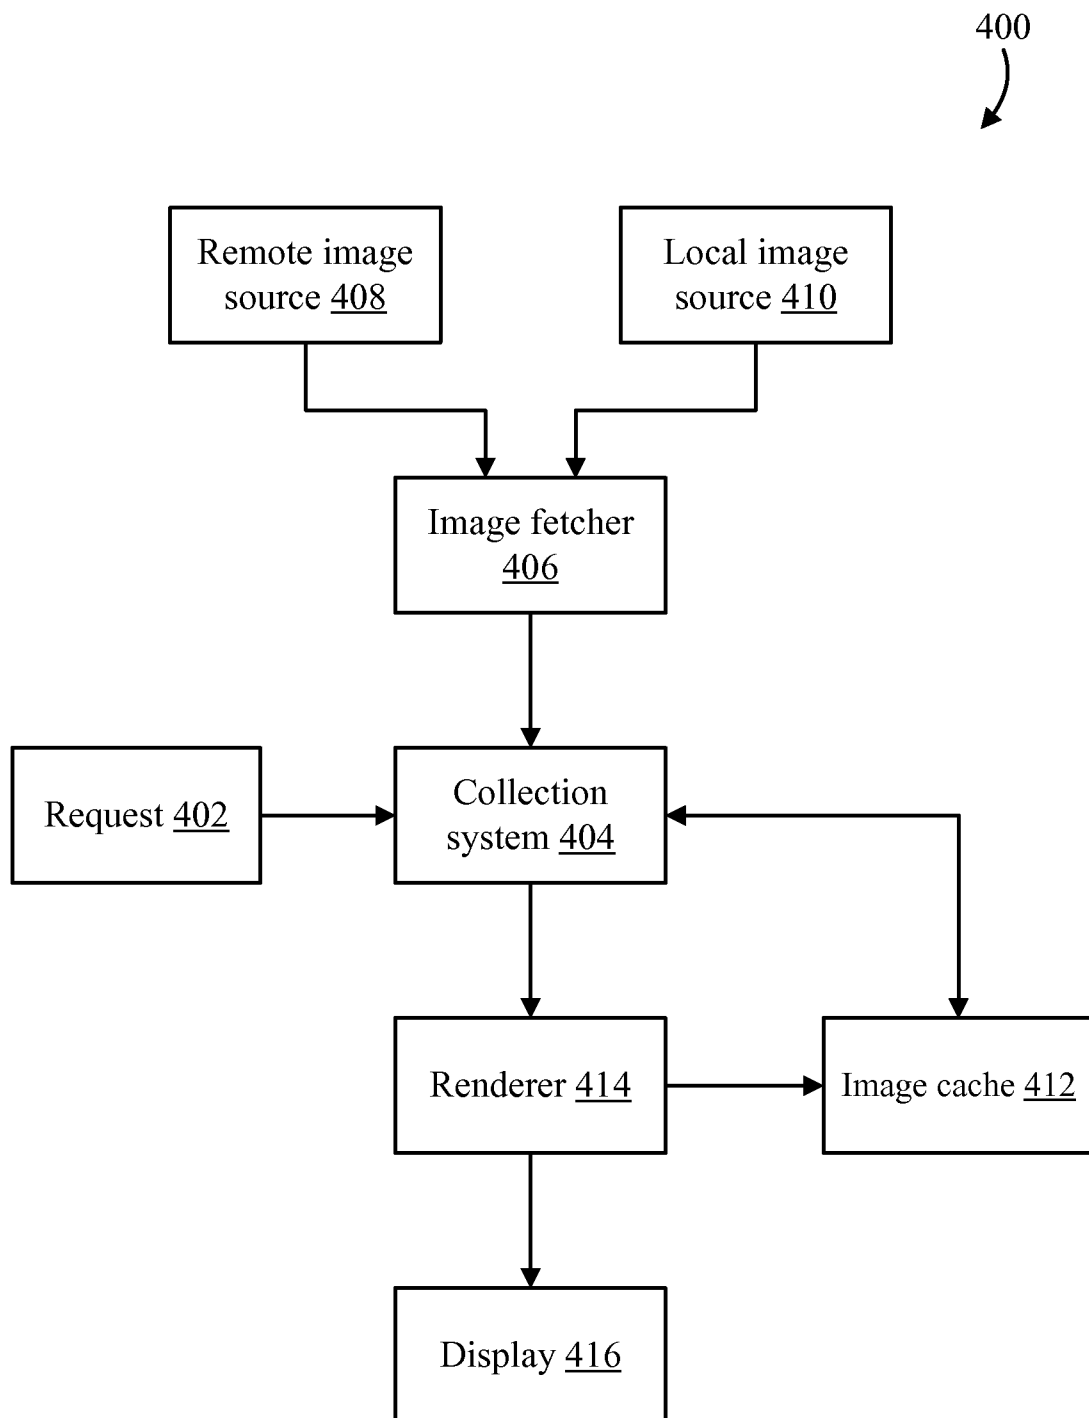 400
Remote image
source 408
Local image
source 410
Image fetcher
406
Request 402
Collection
system 404
Renderer 414
Image cache 412
Display 416